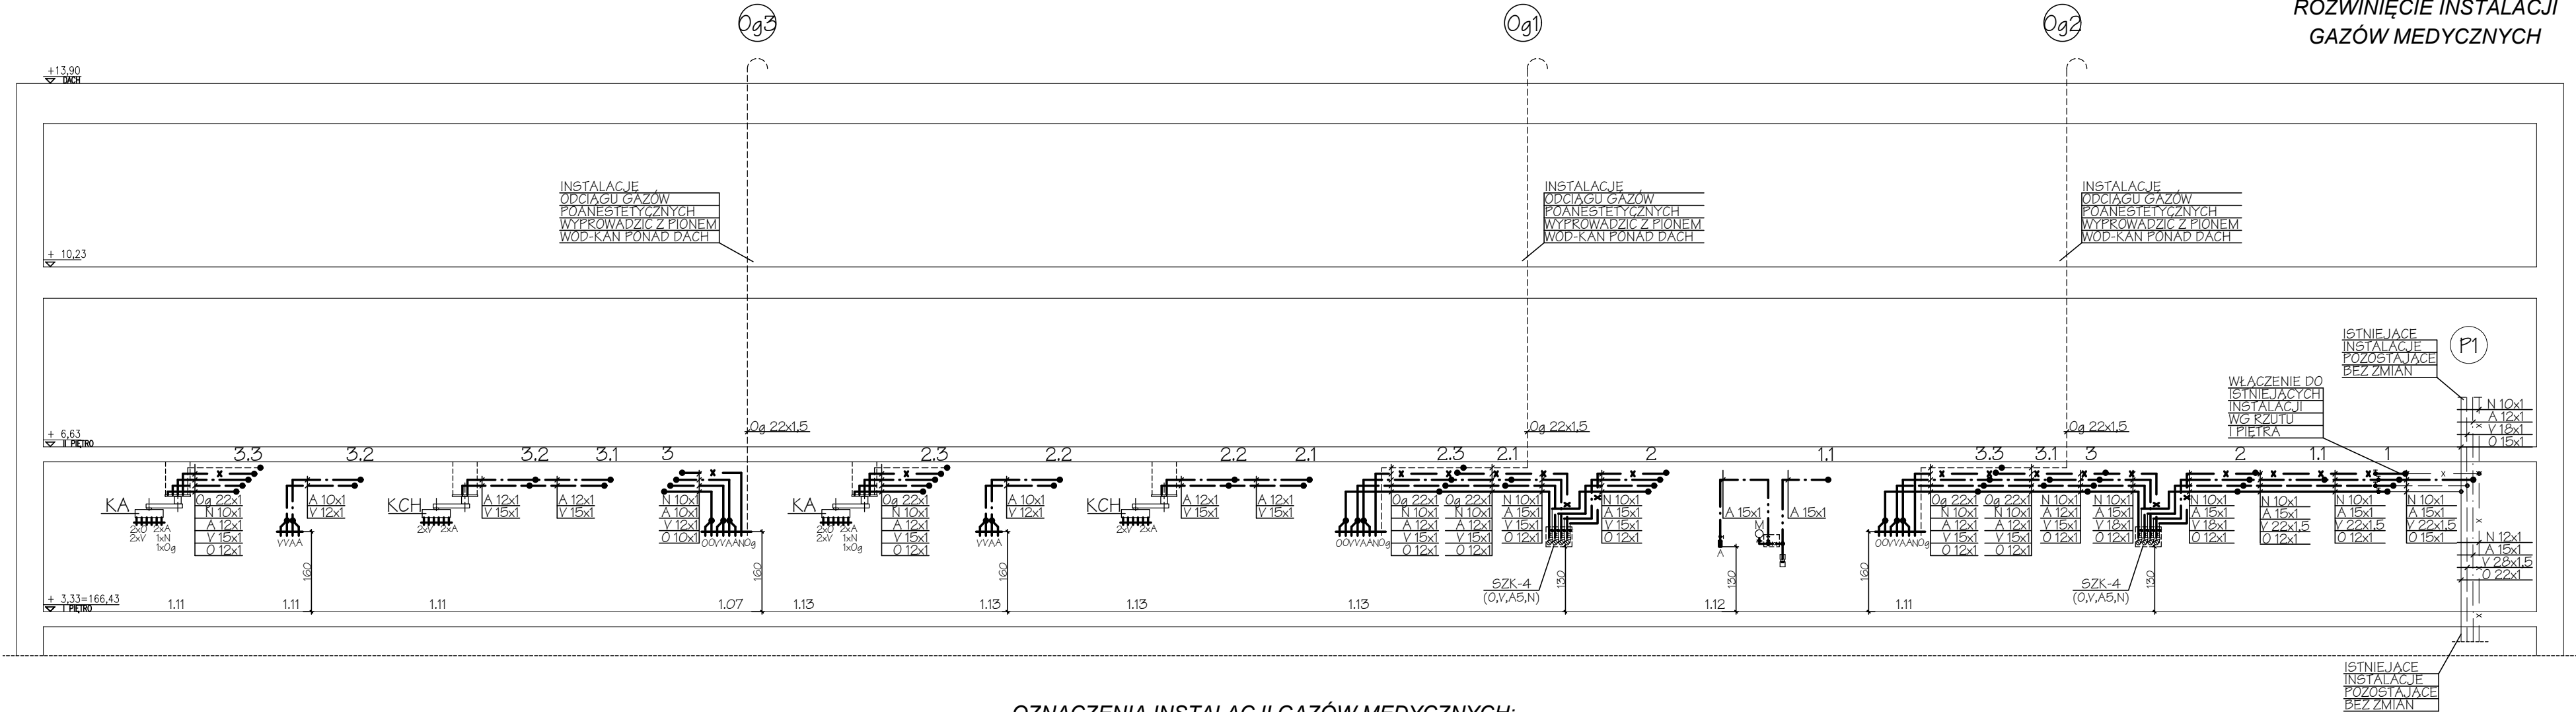 ROZWINIĘCIE INSTALACJI
GAZÓW MEDYCZNYCH
Og3
Og1
Og2
+13,90
DACH
INSTALACJĘ
ODCIĄGU GAZÓW
POANESTETYCZNYCH
WYPROWADZIĆ Z PIONEM
WOD-KAN PONAD DACH
INSTALACJĘ
ODCIĄGU GAZÓW
POANESTETYCZNYCH
WYPROWADZIĆ Z PIONEM
WOD-KAN PONAD DACH
INSTALACJĘ
ODCIĄGU GAZÓW
POANESTETYCZNYCH
WYPROWADZIĆ Z PIONEM
WOD-KAN PONAD DACH
+ 10,23
ISTNIEJĄCE
INSTALACJE
POZOSTAJĄCE
BEZ ZMIAN
P1
WŁĄCZENIE DO
ISTNIEJĄCYCH
INSTALACJI
WG RZUTU
I PIĘTRA
N 10x1
A 12x1
V 18x1
O 15x1
+ 6,63
II PIĘTRO
Og 22x1,5
Og 22x1,5
Og 22x1,5
3.3 3.2 3.2 3.1 3 2.3 2.2 2.2 2.1 2.3 2.1 2 1.1 3.3 3.1 3 2 1.1 1
KA
2xO 2xA
2xV 1xN
1xOg
Og 22x1
N 10x1
A 12x1
V 15x1
O 12x1
VVAA
A 10x1
V 12x1
160
KCH
2xV 2xA
A 12x1
V 15x1
A 12x1
V 15x1
N 10x1
A 10x1
V 12x1
O 10x1
OOVVAANOg
160
KA
2xO 2xA
2xV 1xN
1xOg
Og 22x1
N 10x1
A 12x1
V 15x1
O 12x1
VVAA
A 10x1
V 12x1
160
KCH
2xV 2xA
A 12x1
V 15x1
A 12x1
V 15x1
OOVVAANOg
Og 22x1
N 10x1
A 12x1
V 15x1
O 12x1
Og 22x1
N 10x1
A 12x1
V 15x1
O 12x1
N 10x1
A 15x1
V 15x1
O 12x1
SZK-4
(O,V,A5,N)
130
N 10x1
A 15x1
V 15x1
O 12x1
A
A 15x1
130
M
A 15x1
160
OOVVAANOg
Og 22x1
N 10x1
A 12x1
V 15x1
O 12x1
Og 22x1
N 10x1
A 12x1
V 15x1
O 12x1
N 10x1
A 12x1
V 15x1
O 12x1
N 10x1
A 15x1
V 18x1
O 12x1
SZK-4
(O,V,A5,N)
130
N 10x1
A 15x1
V 18x1
O 12x1
N 10x1
A 15x1
V 22x1,5
O 12x1
N 10x1
A 15x1
V 22x1,5
O 12x1
N 10x1
A 15x1
V 22x1,5
O 15x1
N 12x1
A 15x1
V 28x1,5
O 22x1
+ 3,33=166,43
I PIĘTRO
1.11 1.11 1.11 1.07 1.13 1.13 1.13 1.13 1.12 1.11
ISTNIEJĄCE
INSTALACJE
POZOSTAJĄCE
BEZ ZMIAN
OZNACZENIA INSTALACJI GAZÓW MEDYCZNYCH: